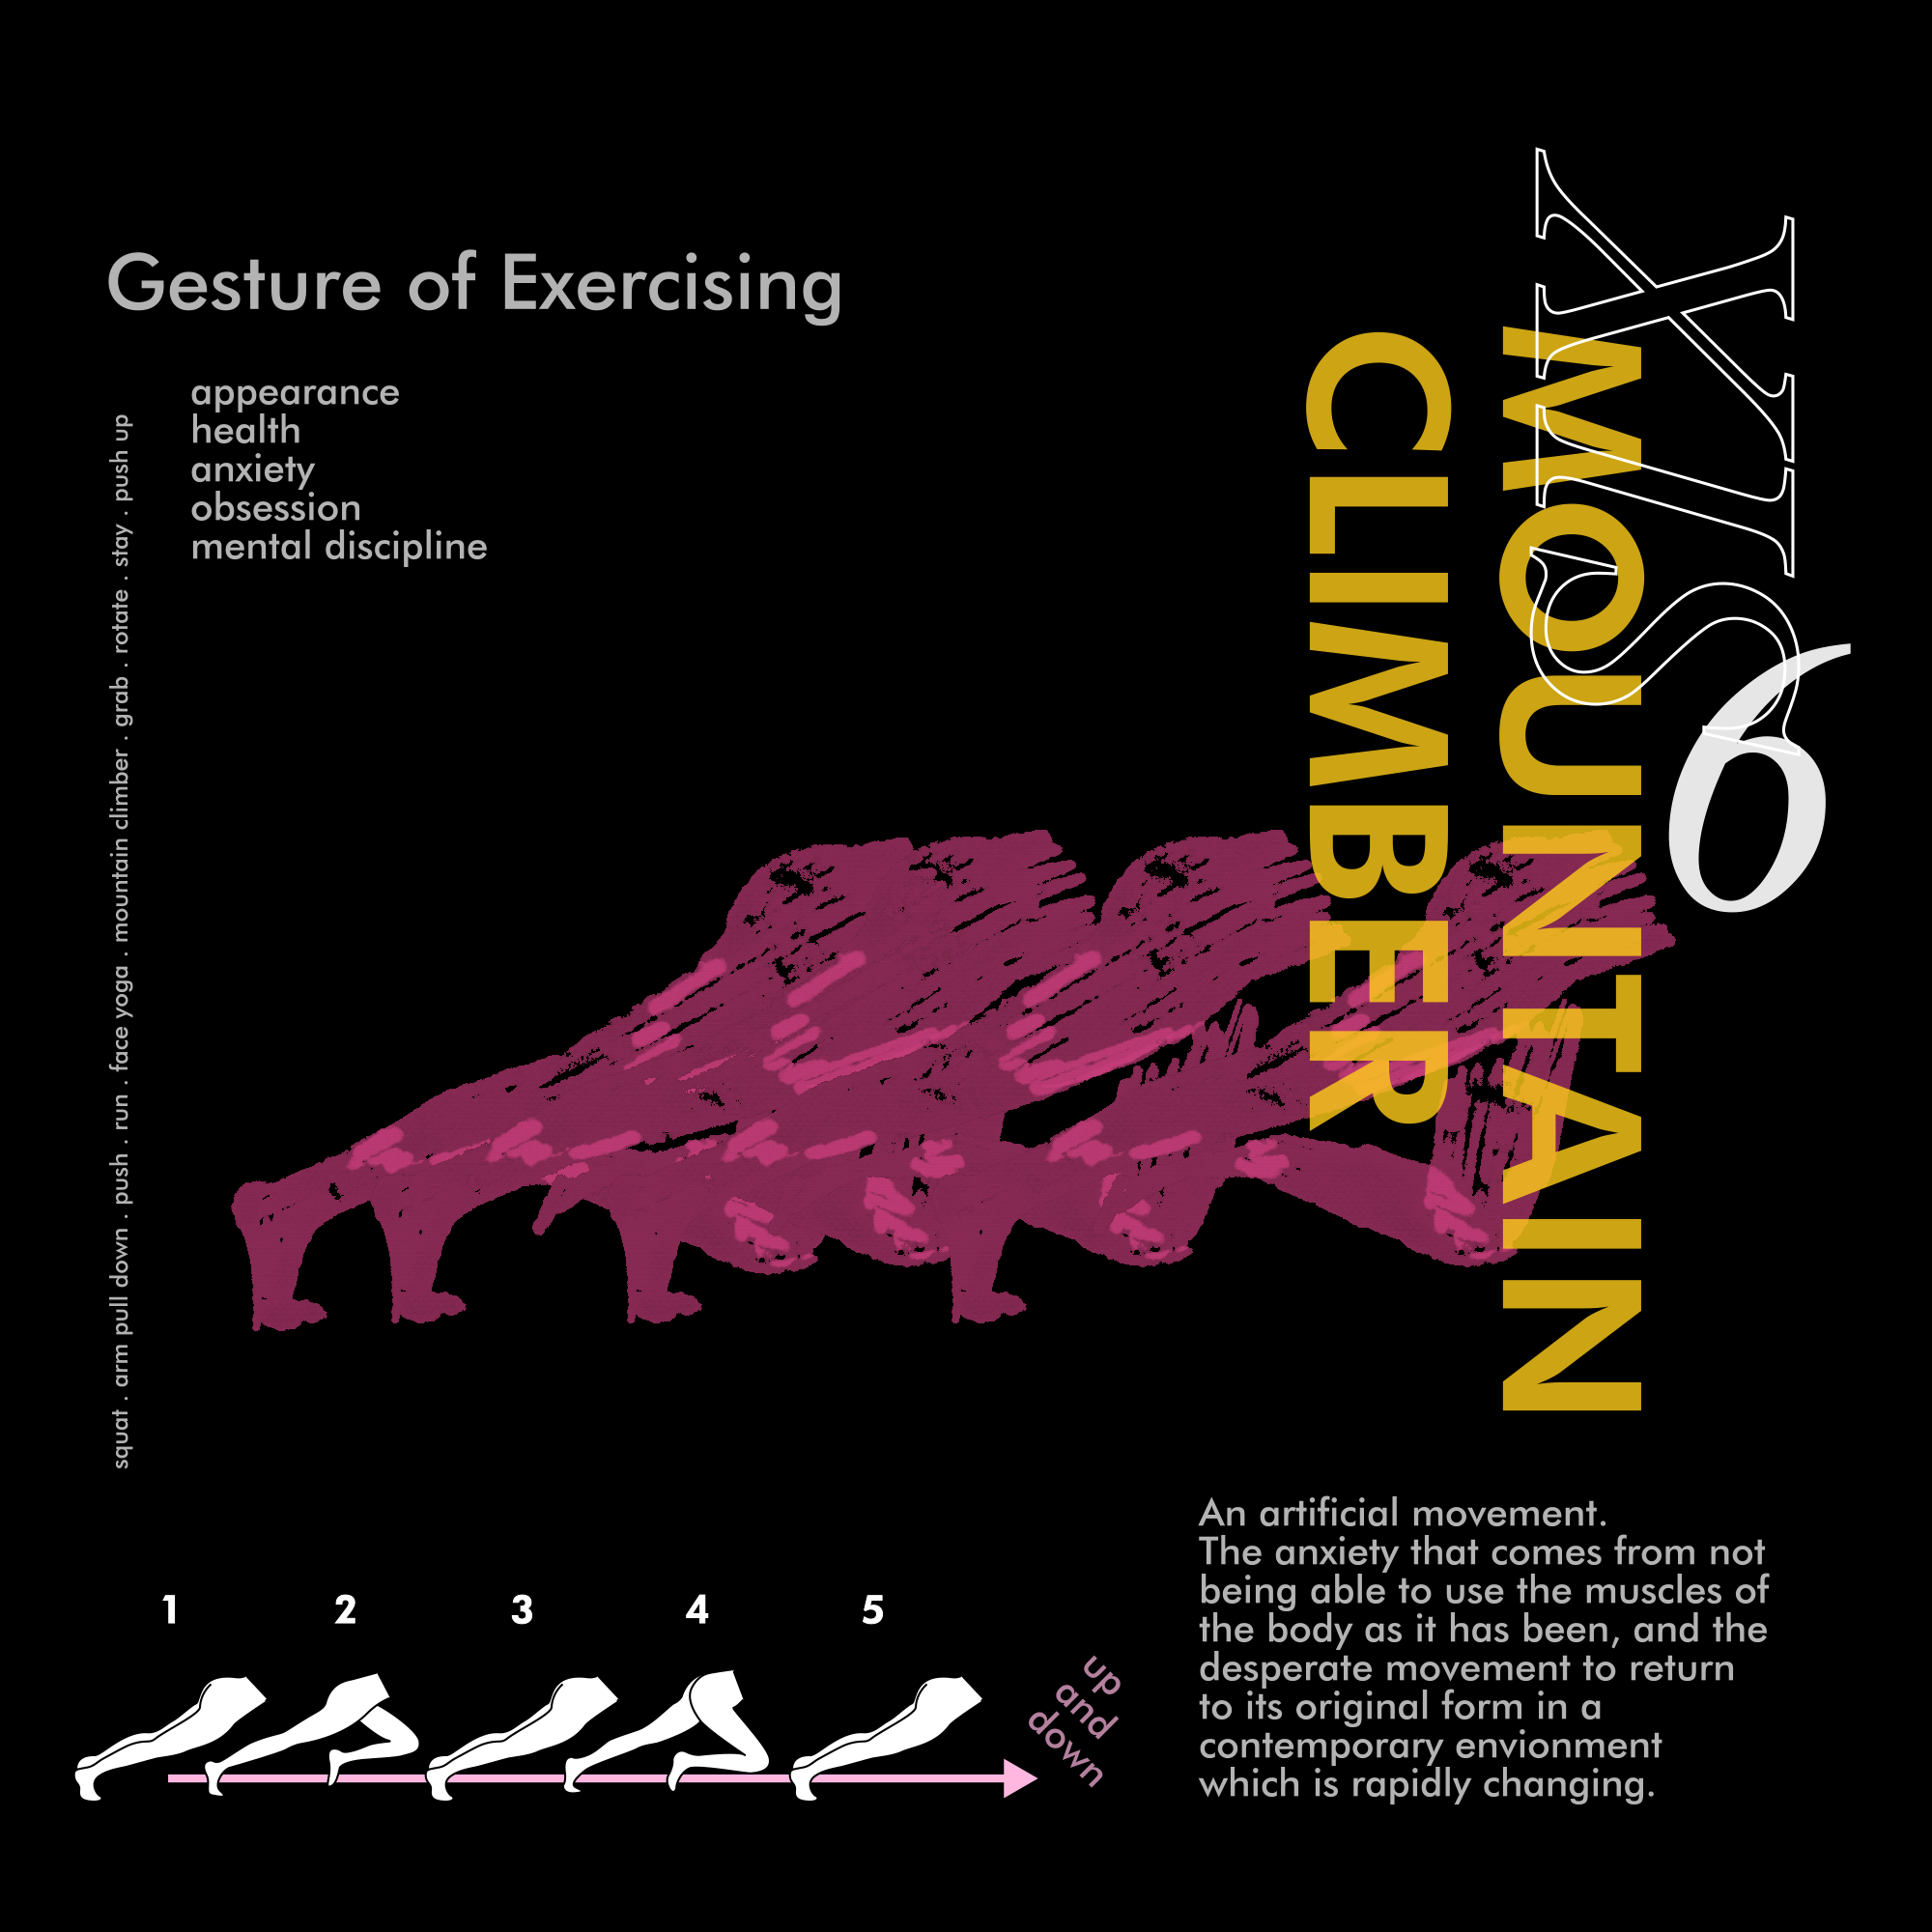 Gesture of Exercising
appearance
health
anxiety
obsession
mental discipline
squat . arm pull down . push . run . face yoga . mountain climber . grab . rotate . stay . push up
XIS
6
MOUNTAIN
CLIMBER
1 2 3 4 5
up
and
down
An artificial movement.
The anxiety that comes from not
being able to use the muscles of
the body as it has been, and the
desperate movement to return
to its original form in a
contemporary envionment
which is rapidly changing.